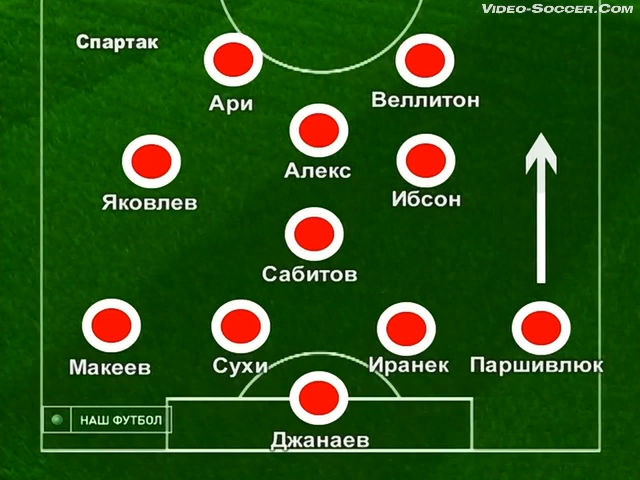 Video-Soccer.Com
Спартак
Ари
Веллитон
Алекс
Яковлев
Ибсон
Сабитов
Макеев
Сухи
Иранек
Паршивлюк
НАШ ФУТБОЛ
Джанаев